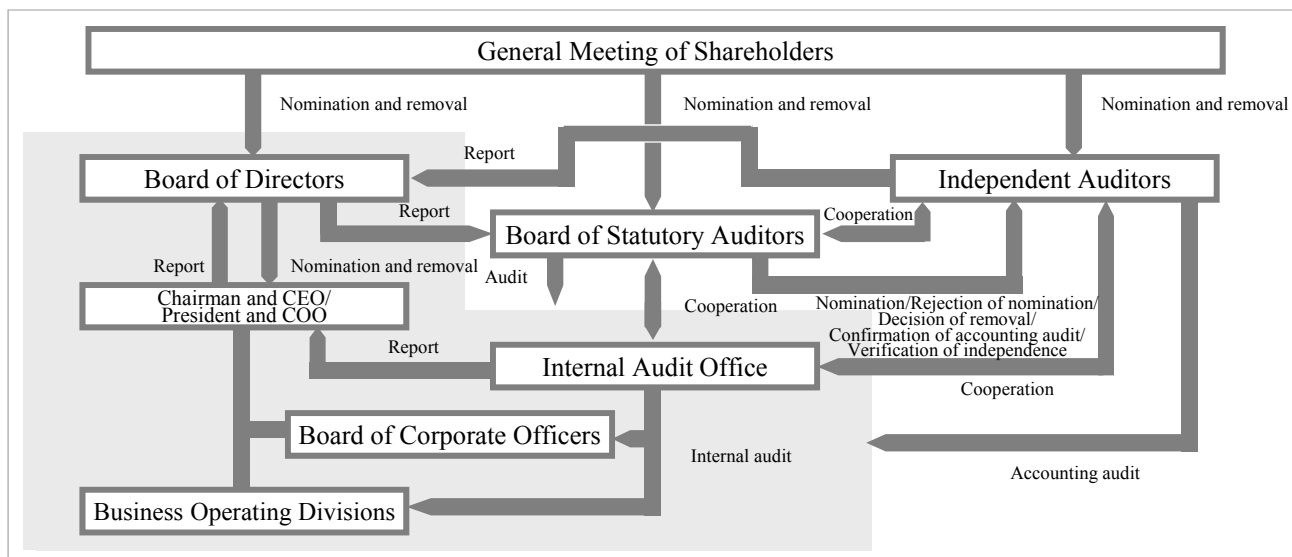 General Meeting of Shareholders
Nomination and removal
Nomination and removal
Nomination and removal
Report
Board of Directors
Independent Auditors
Report
Cooperation
Board of Statutory Auditors
Report
Nomination and removal
Audit
Chairman and CEO/
President and COO
Cooperation
Nomination/Rejection of nomination/
Decision of removal/
Confirmation of accounting audit/
Verification of independence
Report
Internal Audit Office
Cooperation
Board of Corporate Officers
Internal audit
Accounting audit
Business Operating Divisions